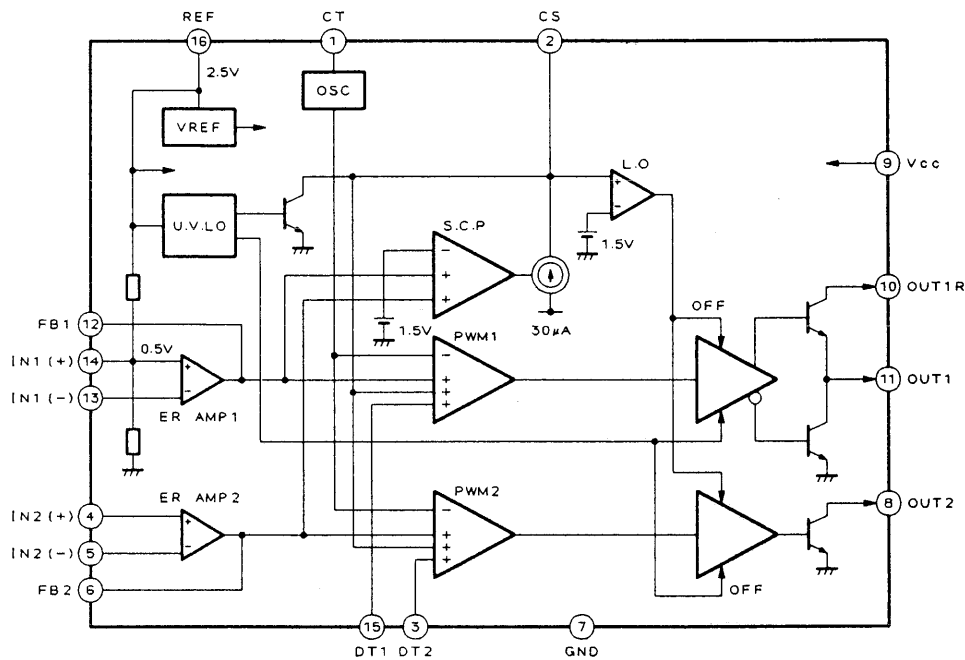 REF CT CS
16 1 2
2.5V
OSC
VREF
L.O
9 Vcc
+
−
U.V.LO
S.C.P
1.5V
−
+
+
10 OUT1R
OFF
FB1 12
1.5V
30μA
PWM1
IN1(+) 14
0.5V
+
−
−
+
+
+
11 OUT1
IN1(-) 13
ER AMP1
ER AMP2
PWM2
IN2(+) 4
+
−
−
+
+
+
8 OUT2
IN2(-) 5
FB2 6
OFF
15 3 7
DT1 DT2 GND